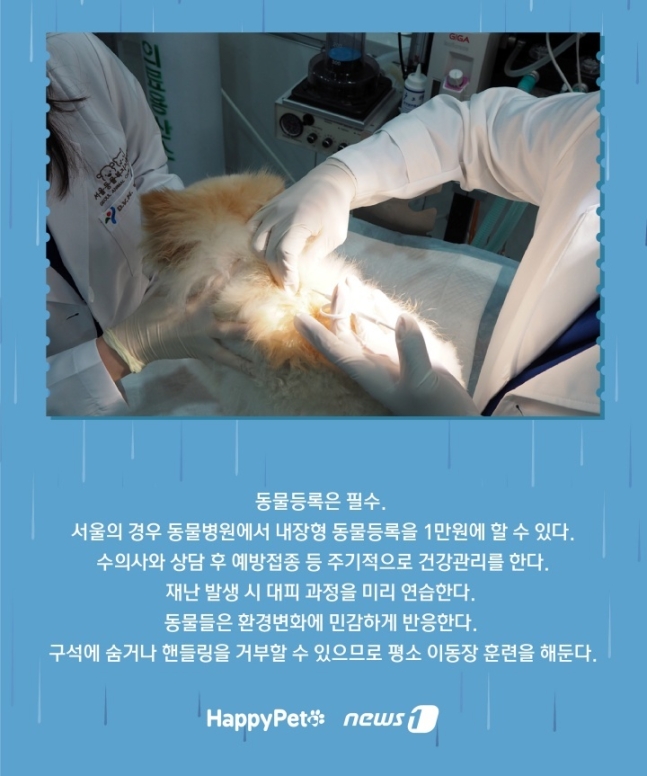 GIGA
동물등록은 필수.
서울의 경우 동물병원에서 내장형 동물등록을 1만원에 할 수 있다.
수의사와 상담 후 예방접종 등 주기적으로 건강관리를 한다.
재난 발생 시 대피 과정을 미리 연습한다.
동물들은 환경변화에 민감하게 반응한다.
구석에 숨거나 핸들링을 거부할 수 있으므로 평소 이동장 훈련을 해둔다.
HappyPet news1